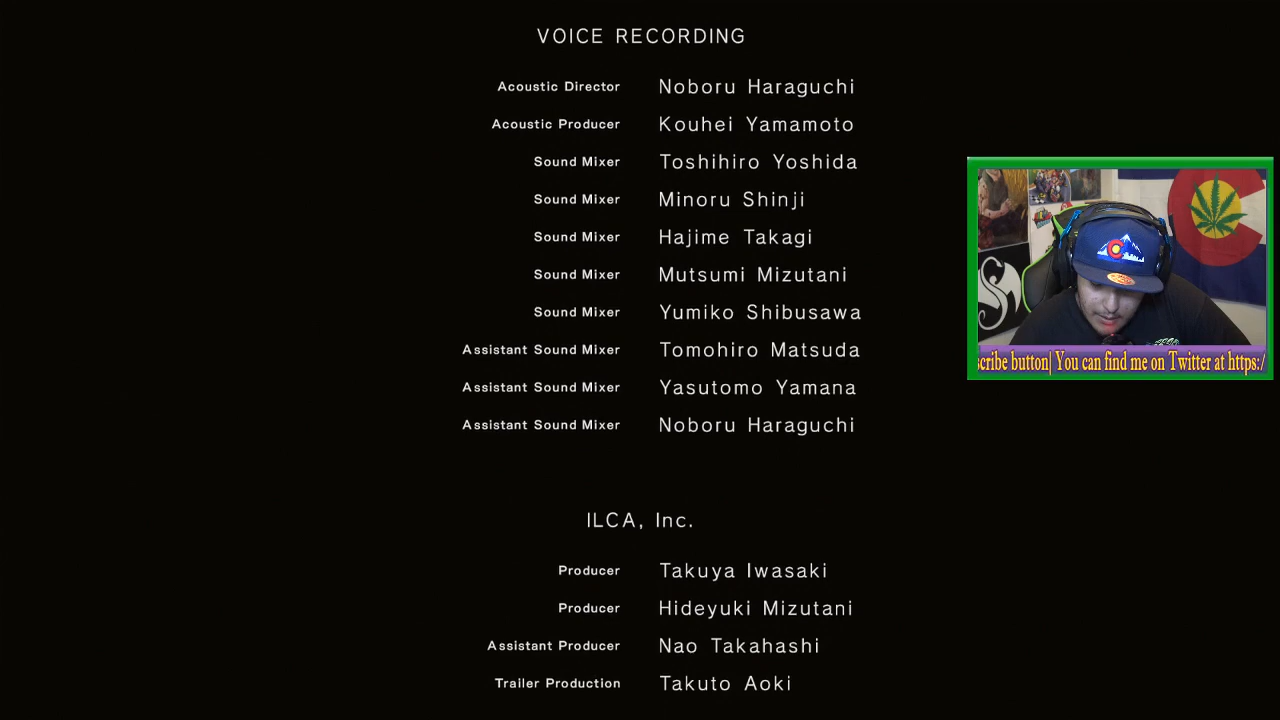 VOICE RECORDING
Acoustic Director Noboru Haraguchi
Acoustic Producer Kouhei Yamamoto
Sound Mixer Toshihiro Yoshida
Sound Mixer Minoru Shinji
Sound Mixer Hajime Takagi
Sound Mixer Mutsumi Mizutani
Sound Mixer Yumiko Shibusawa
Assistant Sound Mixer Tomohiro Matsuda
Assistant Sound Mixer Yasutomo Yamana
Assistant Sound Mixer Noboru Haraguchi
scribe button| You can find me on Twitter at https:/
ILCA, Inc.
Producer Takuya Iwasaki
Producer Hideyuki Mizutani
Assistant Producer Nao Takahashi
Trailer Production Takuto Aoki